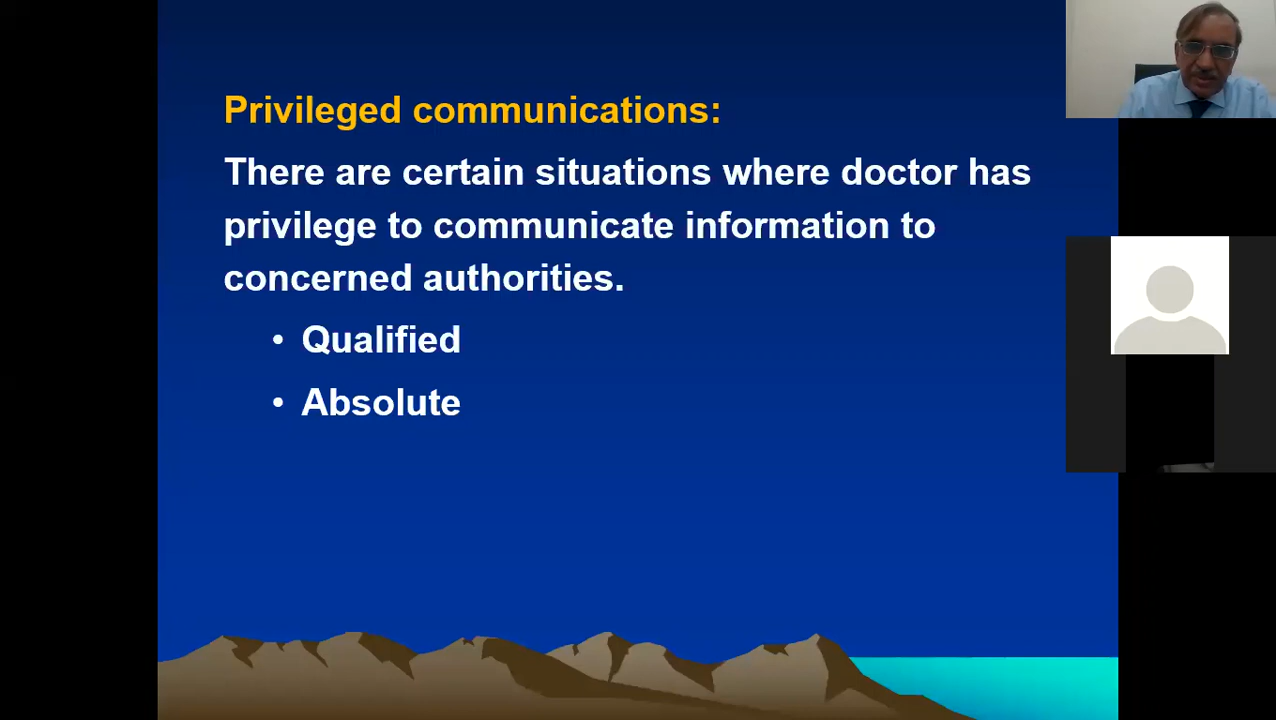 Privileged communications:
There are certain situations where doctor has
privilege to communicate information to
concerned authorities.
• Qualified
• Absolute